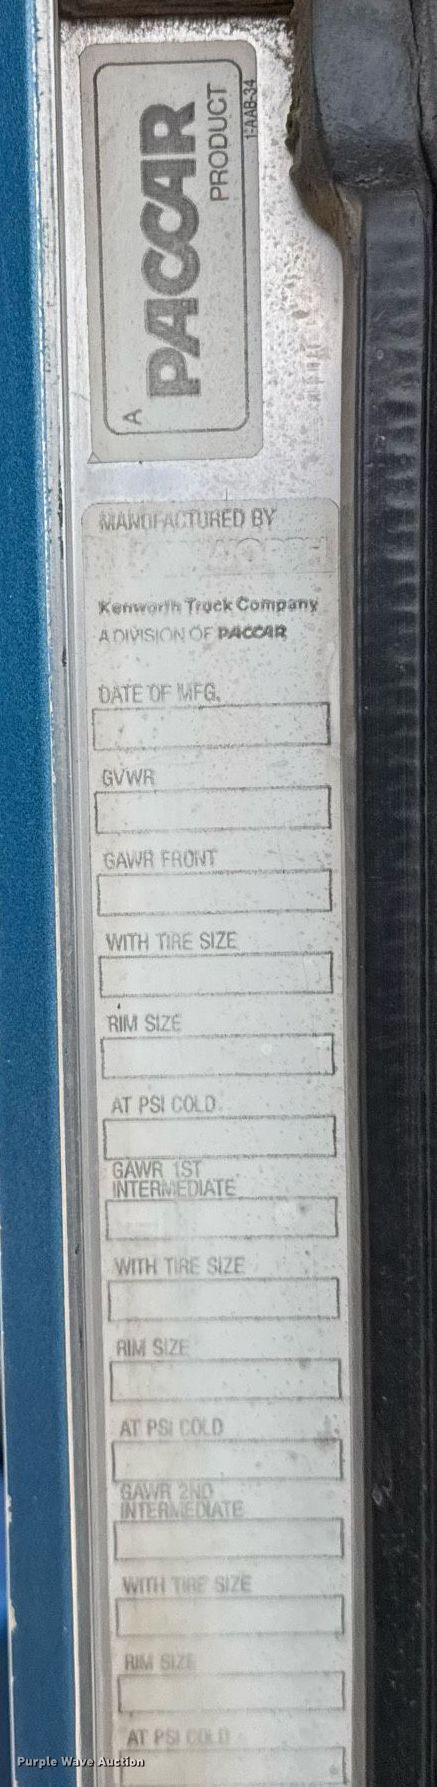 A
PACCAR
PRODUCT
1-AAB-34
MANUFACTURED BY
Kenworth Truck Company
A DIVISION OF PACCAR
DATE OF MFG.
GVWR
GAWR FRONT
WITH TIRE SIZE
RIM SIZE
AT PSI COLD
GAWR 1ST
INTERMEDIATE
WITH TIRE SIZE
RIM SIZE
AT PSI COLD
GAWR 2ND
INTERMEDIATE
WITH TIRE SIZE
RIM SIZE
AT PSI COLD
Purple Wave Auction